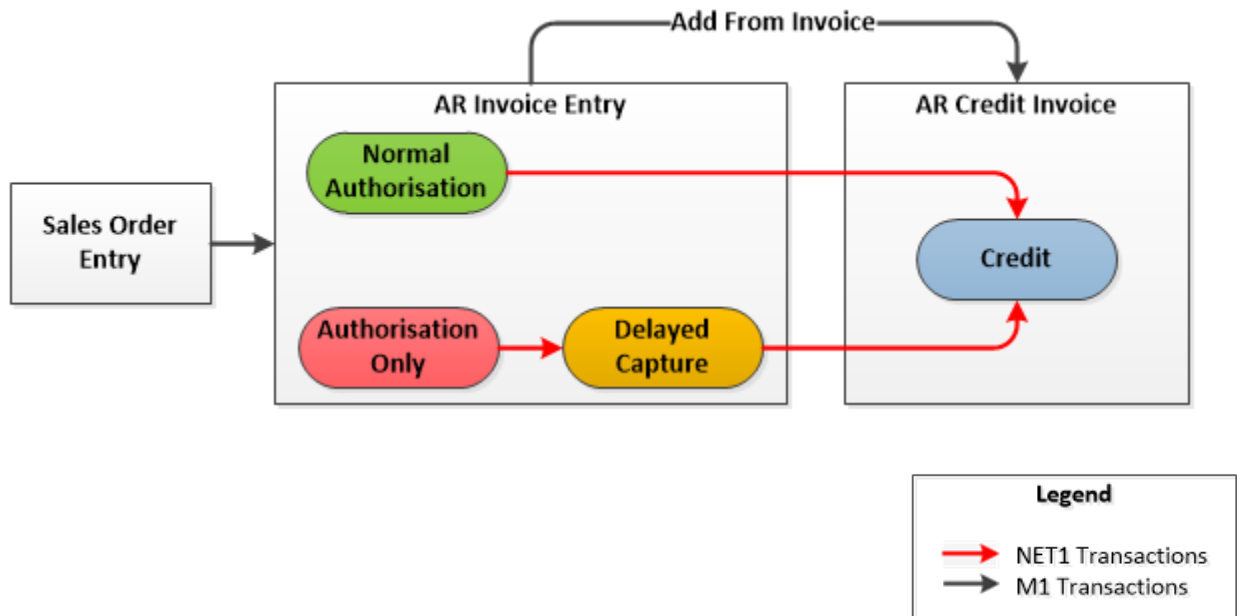 Add From Invoice
AR Invoice Entry
AR Credit Invoice
Normal
Authorisation
Sales Order
Entry
Credit
Authorisation
Only
Delayed
Capture
Legend
NET1 Transactions
M1 Transactions